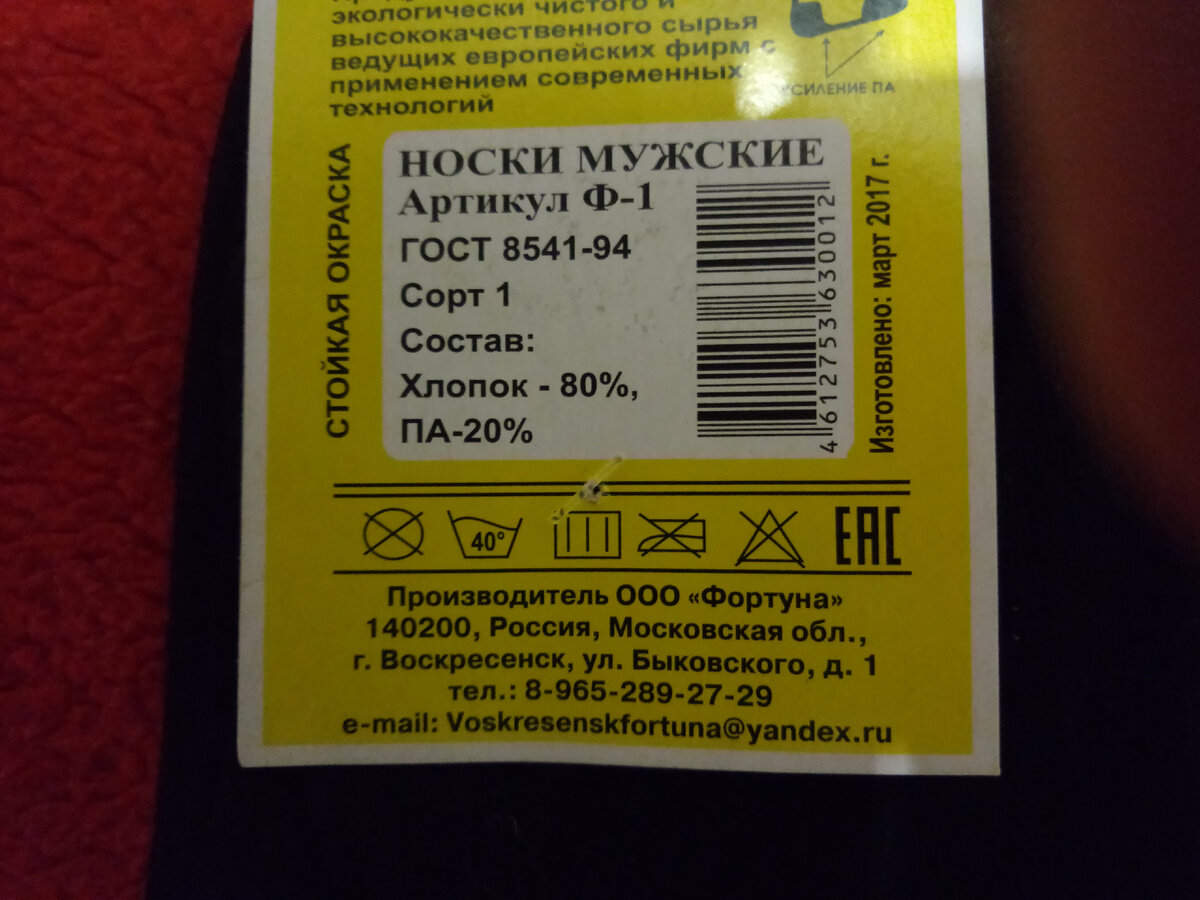 экологически чистого и
высококачественного сырья
ведущих европейских фирм с
применением современных
технологий
УСИЛЕНИЕ ПА
СТОЙКАЯ ОКРАСКА
НОСКИ МУЖСКИЕ
Артикул Ф-1
ГОСТ 8541-94
Сорт 1
Состав:
Хлопок - 80%,
ПА-20%
4612753630012
Изготовлено: март 2017 г.
40°
EAC
Производитель ООО «Фортуна»
140200, Россия, Московская обл.,
г. Воскресенск, ул. Быковского, д. 1
тел.: 8-965-289-27-29
e-mail: Voskresenskfortuna@yandex.ru